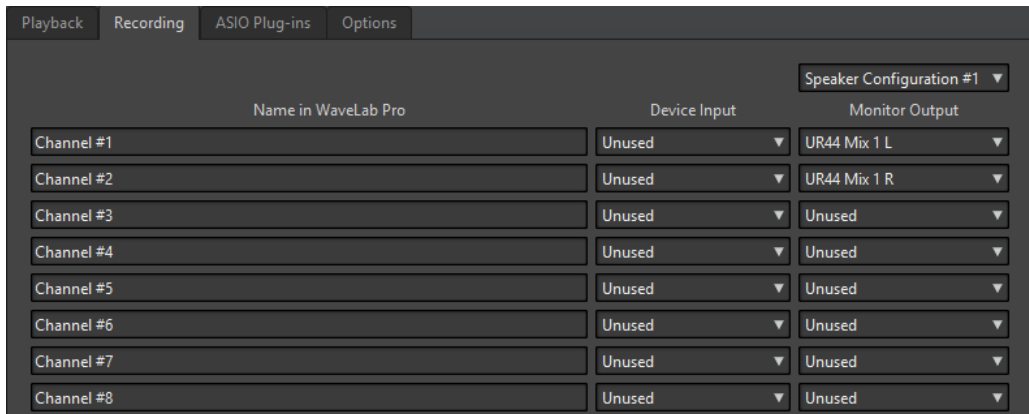 Playback Recording ASIO Plug-ins Options
Speaker Configuration #1
Name in WaveLab Pro Device Input Monitor Output
Channel #1 Unused UR44 Mix 1 L
Channel #2 Unused UR44 Mix 1 R
Channel #3 Unused Unused
Channel #4 Unused Unused
Channel #5 Unused Unused
Channel #6 Unused Unused
Channel #7 Unused Unused
Channel #8 Unused Unused